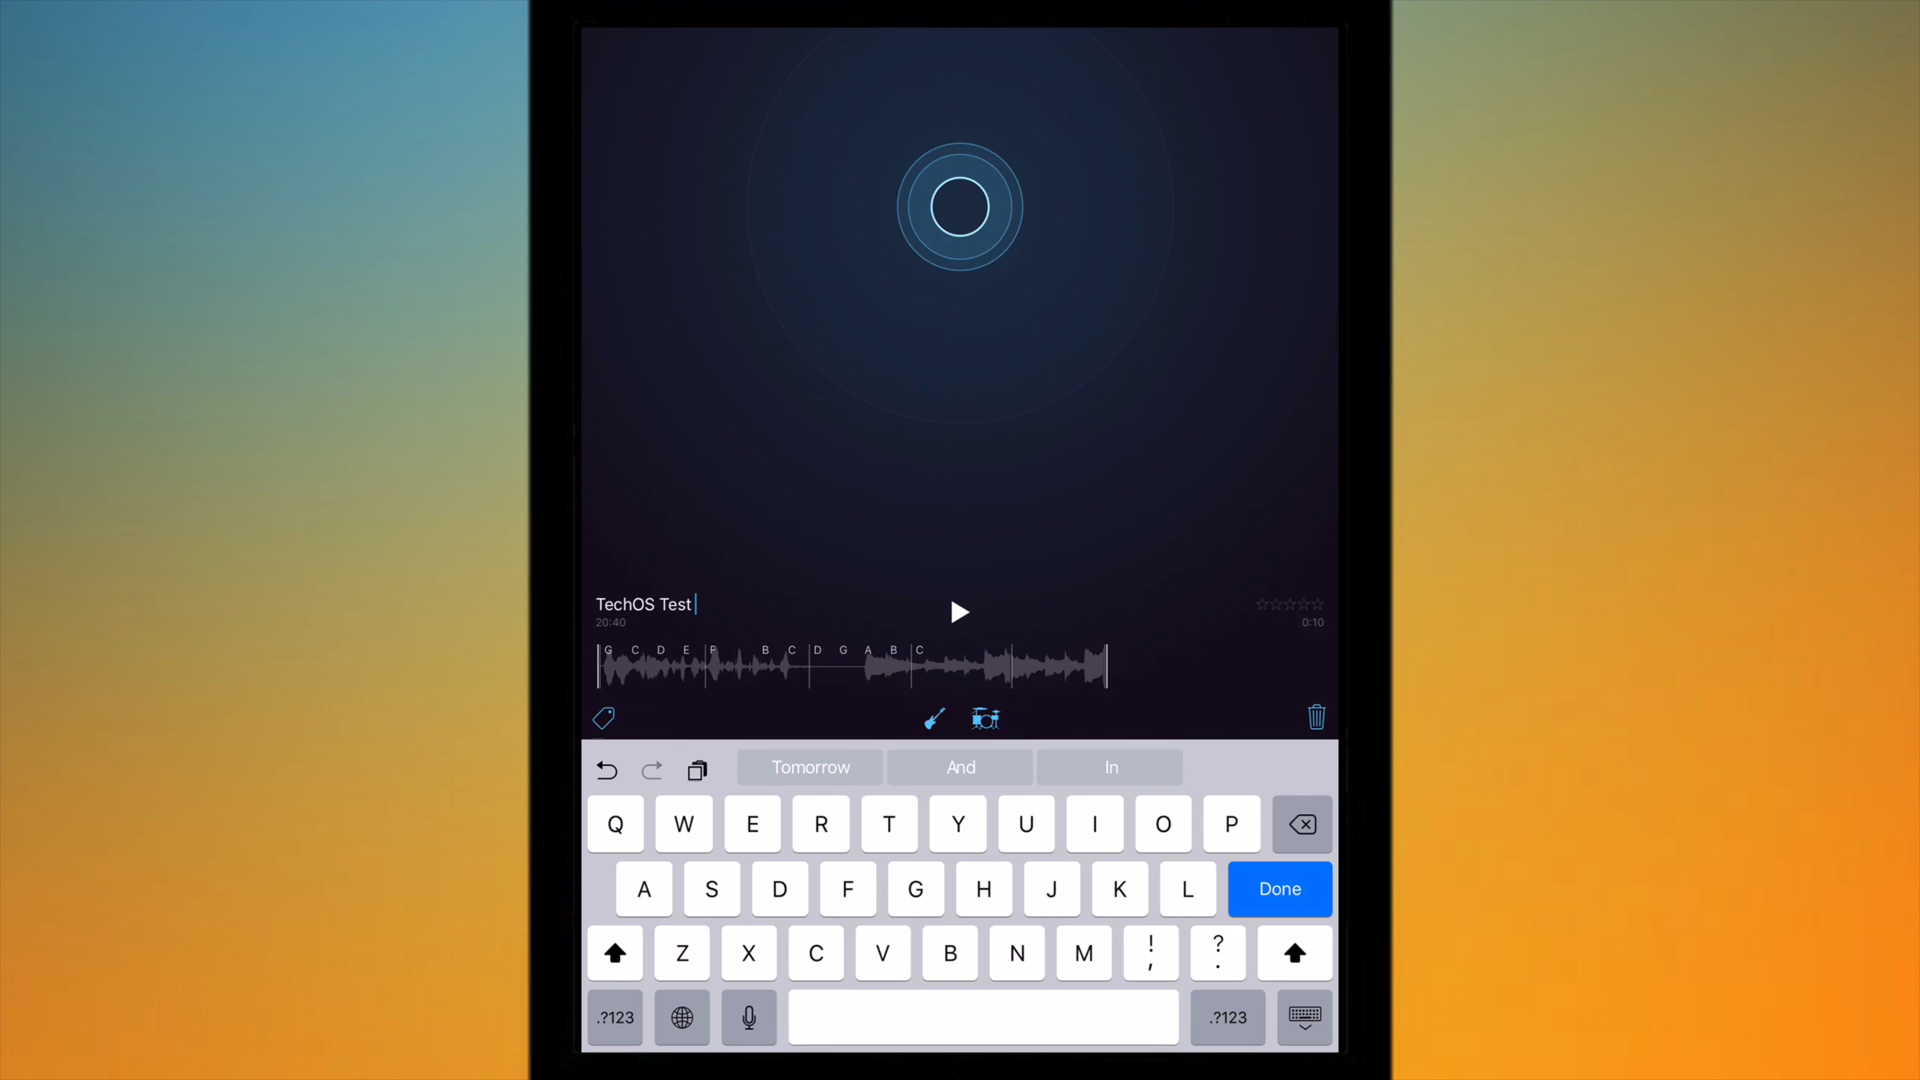 TechOS Test
20:40
0:10
G C D E F B C D G A B C
Tomorrow And In
Q W E R T Y U I O P
A S D F G H J K L Done
Z X C V B N M ! , ? .
.?123 .?123